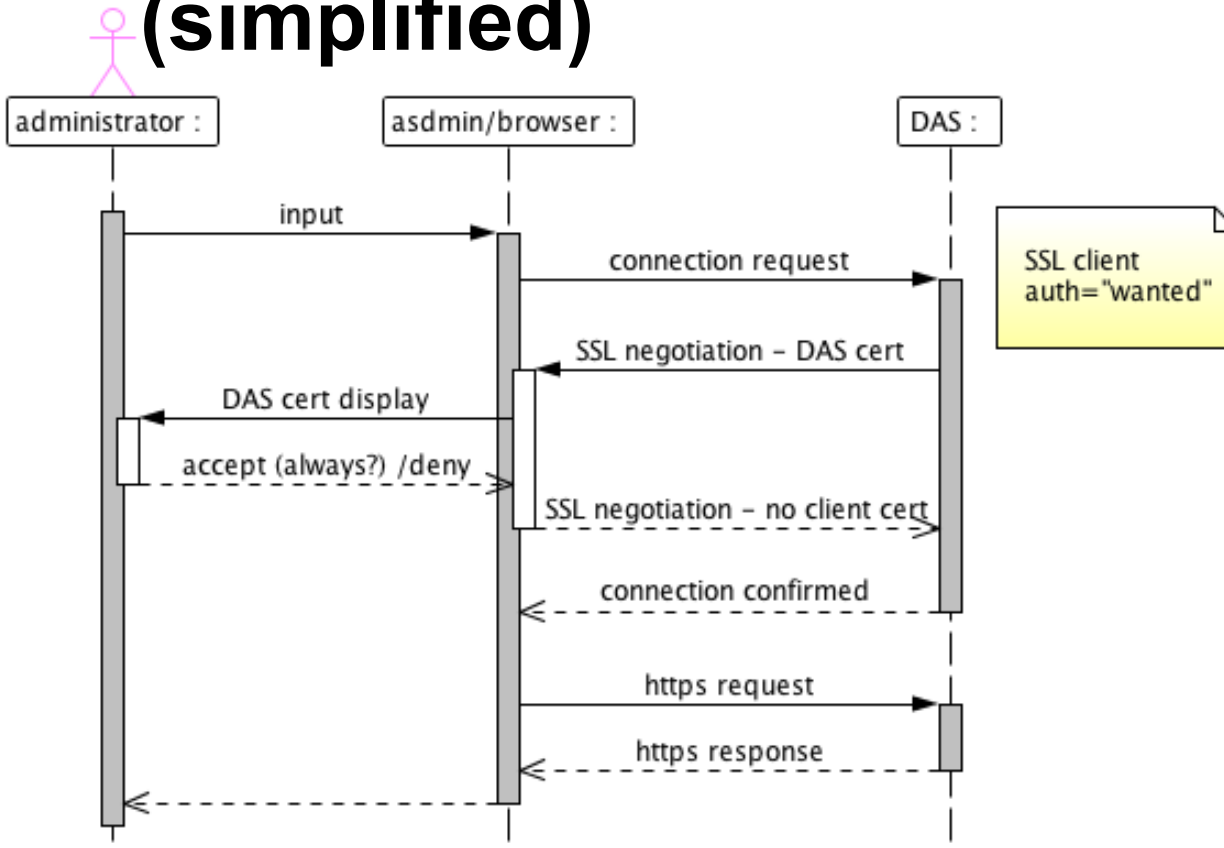 (simplified)
administrator :
asdmin/browser :
DAS :
input
connection request
SSL client
auth="wanted"
SSL negotiation – DAS cert
DAS cert display
accept (always?) /deny
SSL negotiation – no client cert
connection confirmed
https request
https response